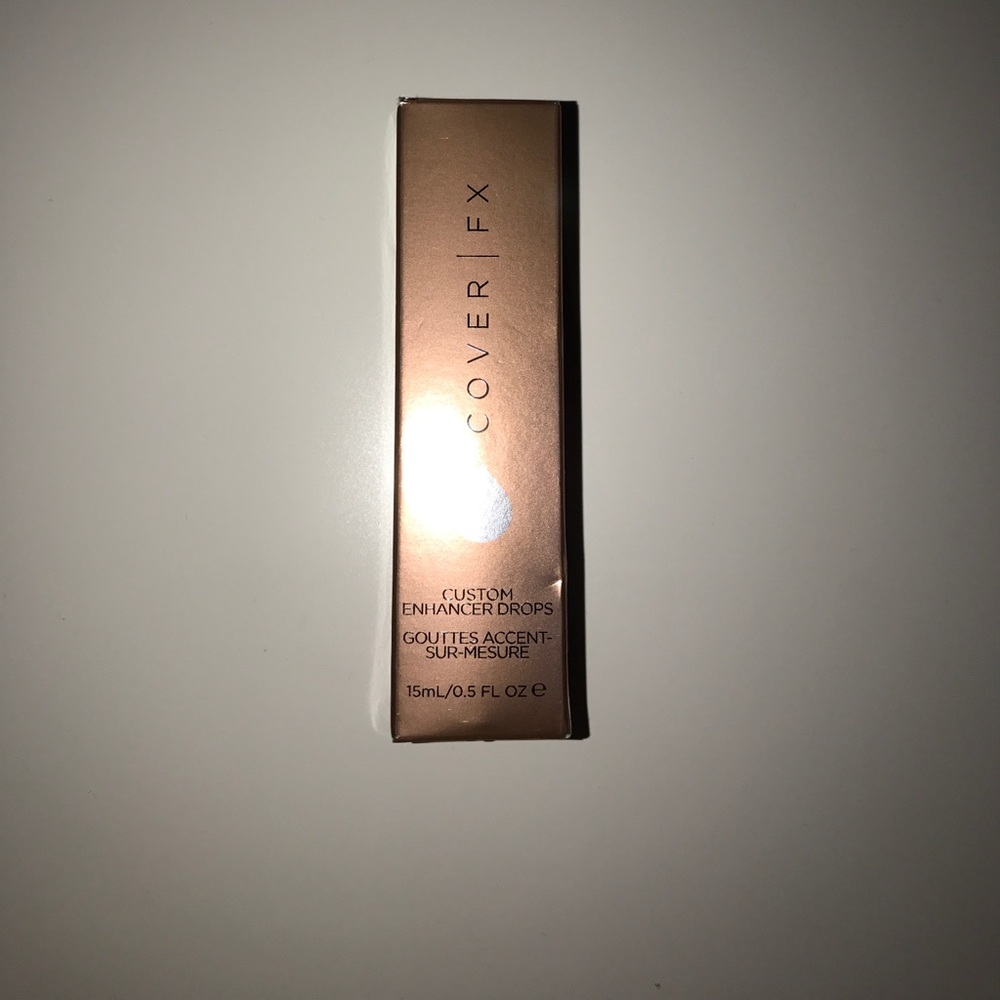 COVER | FX
CUSTOM
ENHANCER DROPS
GOUTTES ACCENT-
SUR-MESURE
15mL/0.5 FL OZ ℮